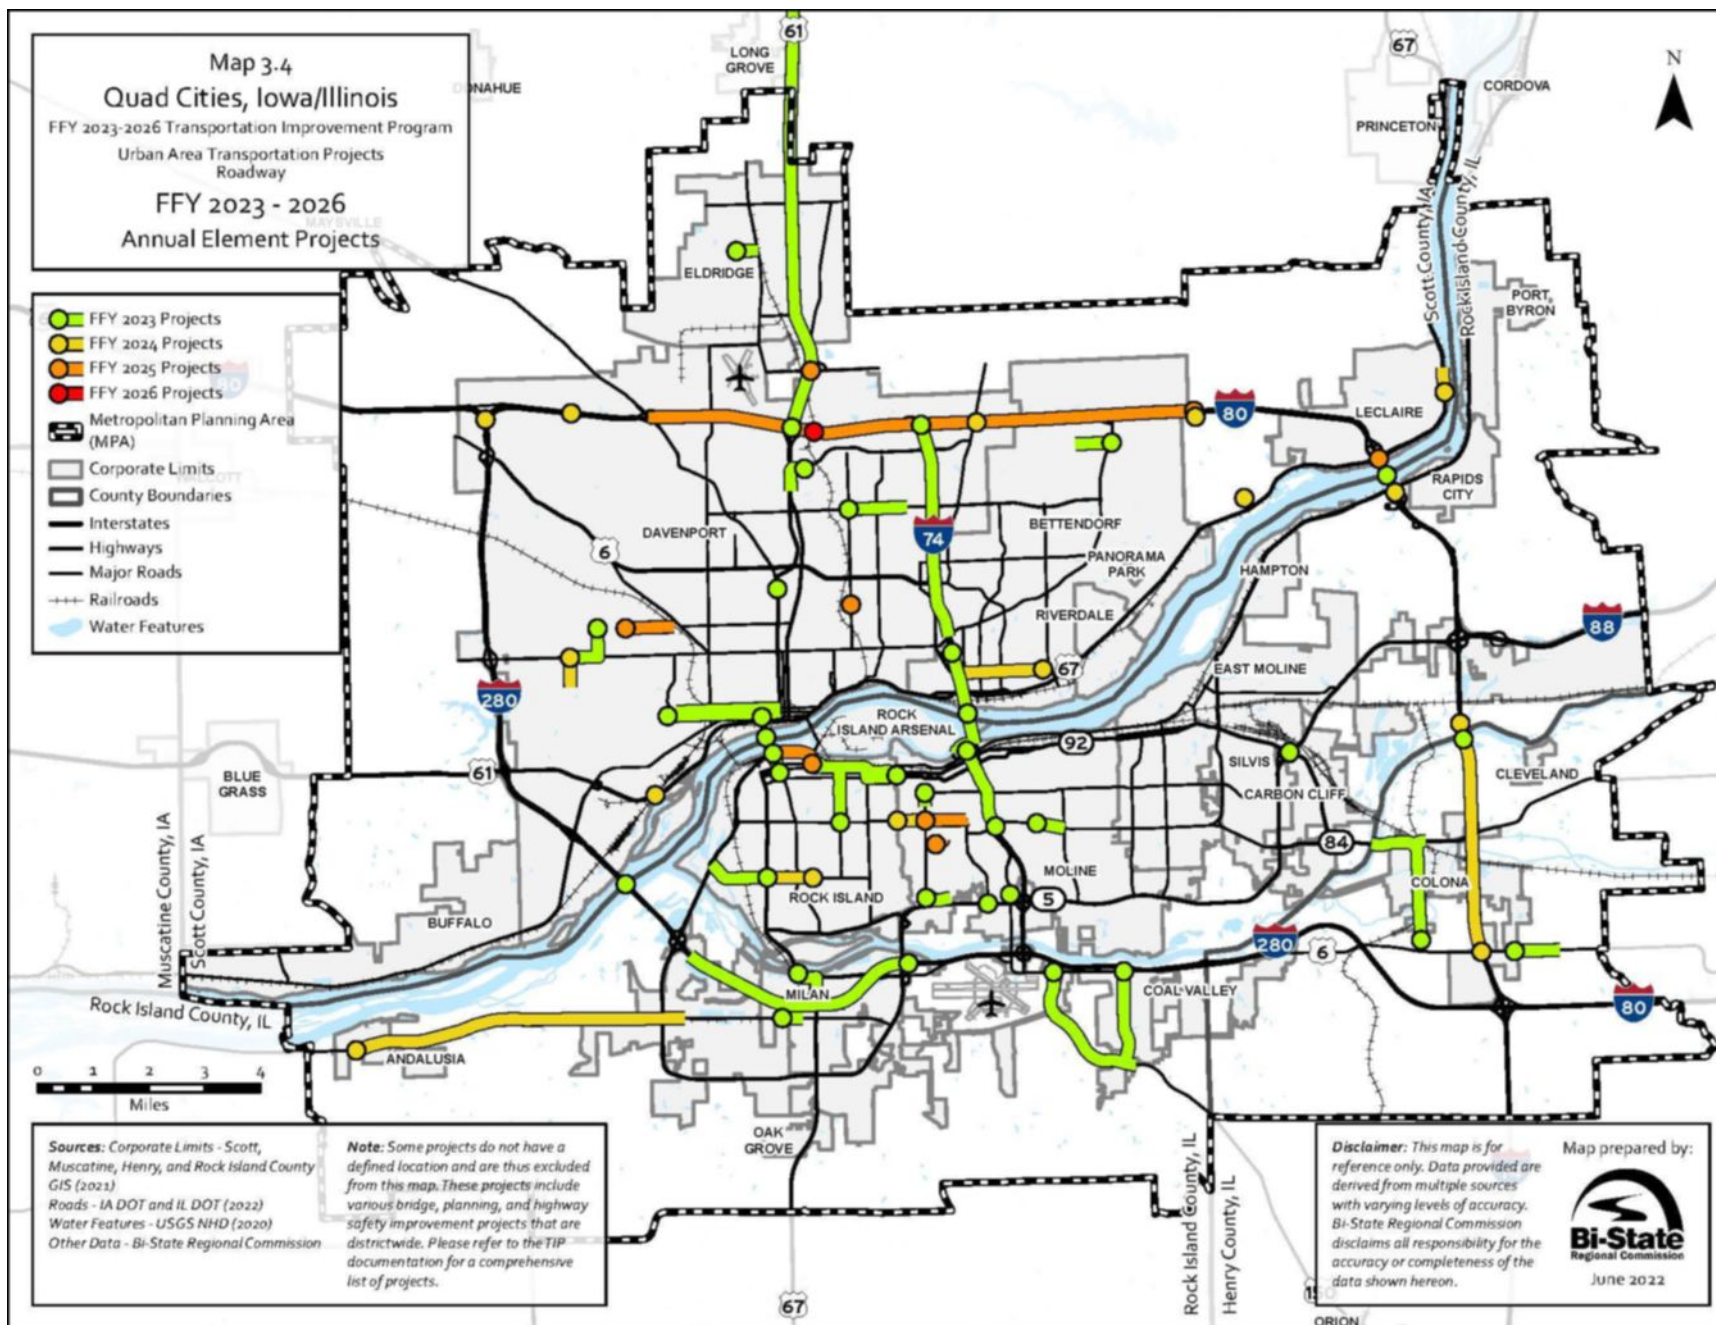 Map 3.4
Quad Cities, Iowa/Illinois
FFY 2023-2026 Transportation Improvement Program
Urban Area Transportation Projects
Roadway
FFY 2023 - 2026
Annual Element Projects
FFY 2023 Projects
FFY 2024 Projects
FFY 2025 Projects
FFY 2026 Projects
Metropolitan Planning Area
(MPA)
Corporate Limits
County Boundaries
Interstates
Highways
Major Roads
Railroads
Water Features
MAYSVILLE
80
WALCOTT
61
LONG
GROVE
67
N
CORDOVA
PRINCETON
Scott County, IA
Rock Island County, IL
ELDRIDGE
PORT
BYRON
LECLAIRE
80
RAPIDS
CITY
DAVENPORT
BETTENDORF
74
6
PANORAMA
PARK
HAMPTON
RIVERDALE
88
67
EAST MOLINE
280
ROCK
ISLAND ARSENAL
92
61
SILVIS
CLEVELAND
BLUE
GRASS
CARBON CLIFF
84
MOLINE
COLONA
ROCK ISLAND
5
BUFFALO
Muscatine County, IA
Scott County, IA
280
6
MILAN
COAL VALLEY
80
Rock Island County, IL
ANDALUSIA
0 1 2 3 4
Miles
OAK
GROVE
Rock Island County, IL
Henry County, IL
67
150
ORION
Sources: Corporate Limits - Scott,
Muscatine, Henry, and Rock Island County
GIS (2021)
Roads - IA DOT and IL DOT (2022)
Water Features - USGS NHD (2020)
Other Data - Bi-State Regional Commission
Note: Some projects do not have a
defined location and are thus excluded
from this map. These projects include
various bridge, planning, and highway
safety improvement projects that are
districtwide. Please refer to the TIP
documentation for a comprehensive
list of projects.
Disclaimer: This map is for
reference only. Data provided are
derived from multiple sources
with varying levels of accuracy.
Bi-State Regional Commission
disclaims all responsibility for the
accuracy or completeness of the
data shown hereon.
Map prepared by:
Bi-State
Regional Commission
June 2022